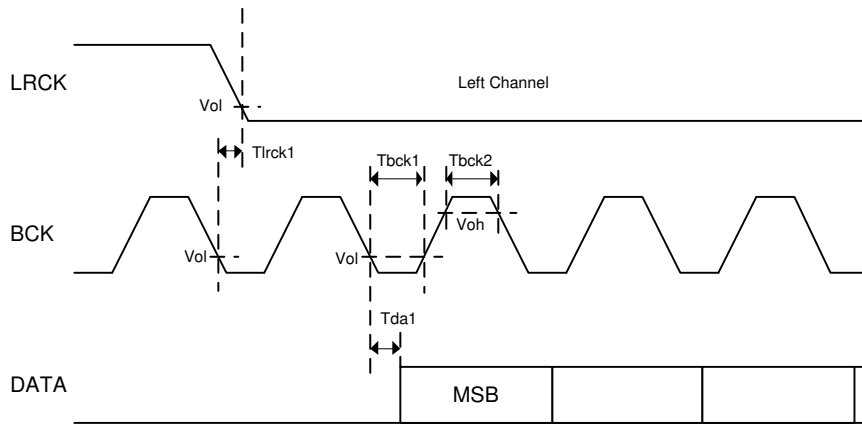 LRCK
Left Channel
Vol
Tlrck1
Tbck1
Tbck2
BCK
Vol
Vol
Voh
Tda1
DATA
MSB